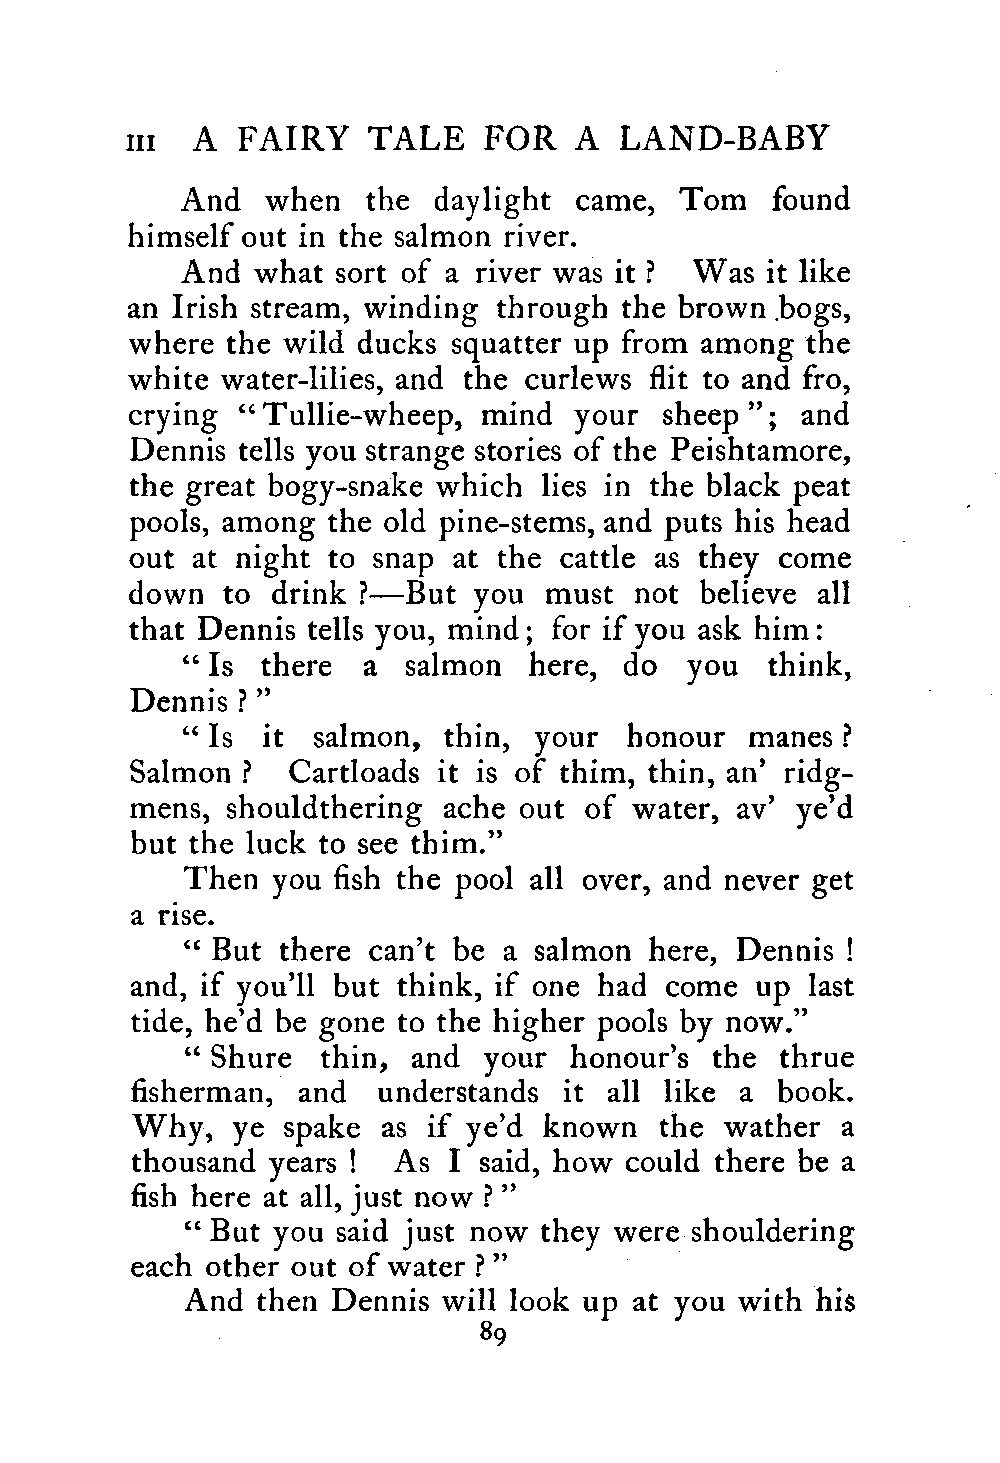 III A FAIRY TALE FOR A LAND-BABY
And when the daylight came, Tom found
himself out in the salmon river.
And what sort of a river was it ? Was it like
an Irish stream, winding through the brown bogs,
where the wild ducks squatter up from among the
white water-lilies, and the curlews flit to and fro,
crying “ Tullie-wheep, mind your sheep ”; and
Dennis tells you strange stories of the Peishtamore,
the great bogy-snake which lies in the black peat
pools, among the old pine-stems, and puts his head
out at night to snap at the cattle as they come
down to drink ?—But you must not believe all
that Dennis tells you, mind; for if you ask him:
“ Is there a salmon here, do you think,
Dennis ? ”
“ Is it salmon, thin, your honour manes ?
Salmon ? Cartloads it is of thim, thin, an’ ridg-
mens, shouldthering ache out of water, av’ ye’d
but the luck to see thim.”
Then you fish the pool all over, and never get
a rise.
“ But there can’t be a salmon here, Dennis !
and, if you’ll but think, if one had come up last
tide, he’d be gone to the higher pools by now.”
“ Shure thin, and your honour’s the thrue
fisherman, and understands it all like a book.
Why, ye spake as if ye’d known the wather a
thousand years ! As I said, how could there be a
fish here at all, just now ? ”
“ But you said just now they were shouldering
each other out of water ? ”
And then Dennis will look up at you with his
89